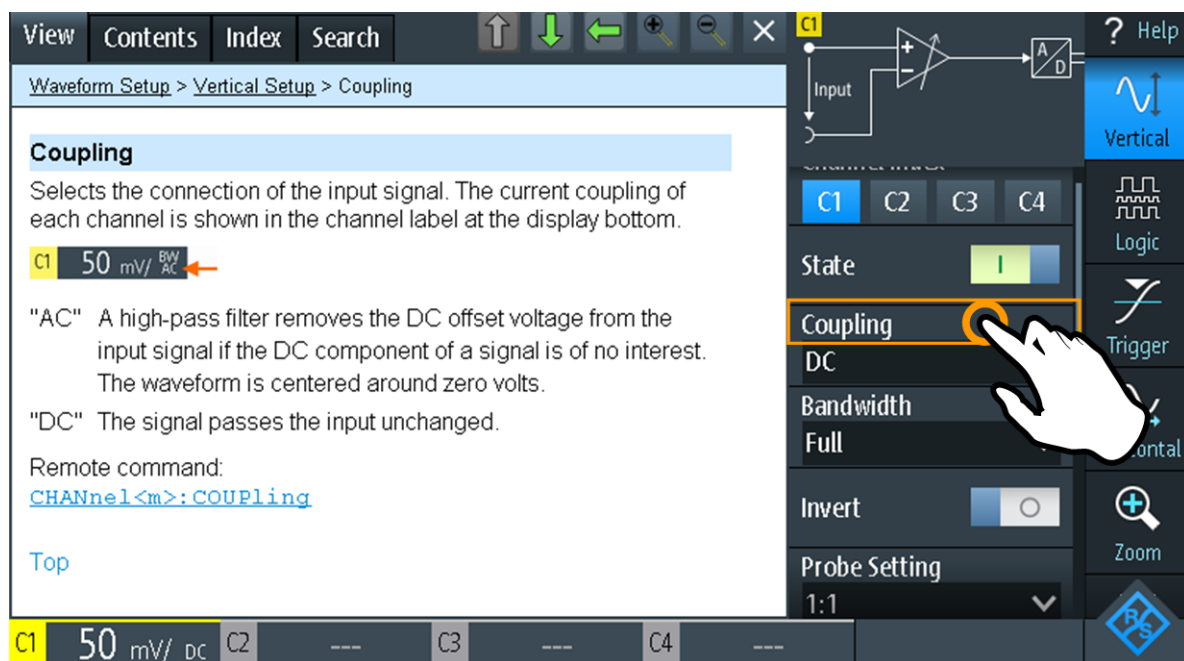 View Contents Index Search
Waveform Setup > Vertical Setup > Coupling
Coupling
Selects the connection of the input signal. The current coupling of
each channel is shown in the channel label at the display bottom.
C1 50 mV/ BW AC
"AC" A high-pass filter removes the DC offset voltage from the
input signal if the DC component of a signal is of no interest.
The waveform is centered around zero volts.
"DC" The signal passes the input unchanged.
Remote command:
CHANnel<m>:COUPling
Top
C1
+
-
A/D
Input
C1 C2 C3 C4
State
I
Coupling
DC
Bandwidth
Full
Invert
O
Probe Setting
1:1
? Help
Vertical
Logic
Trigger
Zoom
R&S
C1 50 mV/ DC C2 --- C3 --- C4 ---